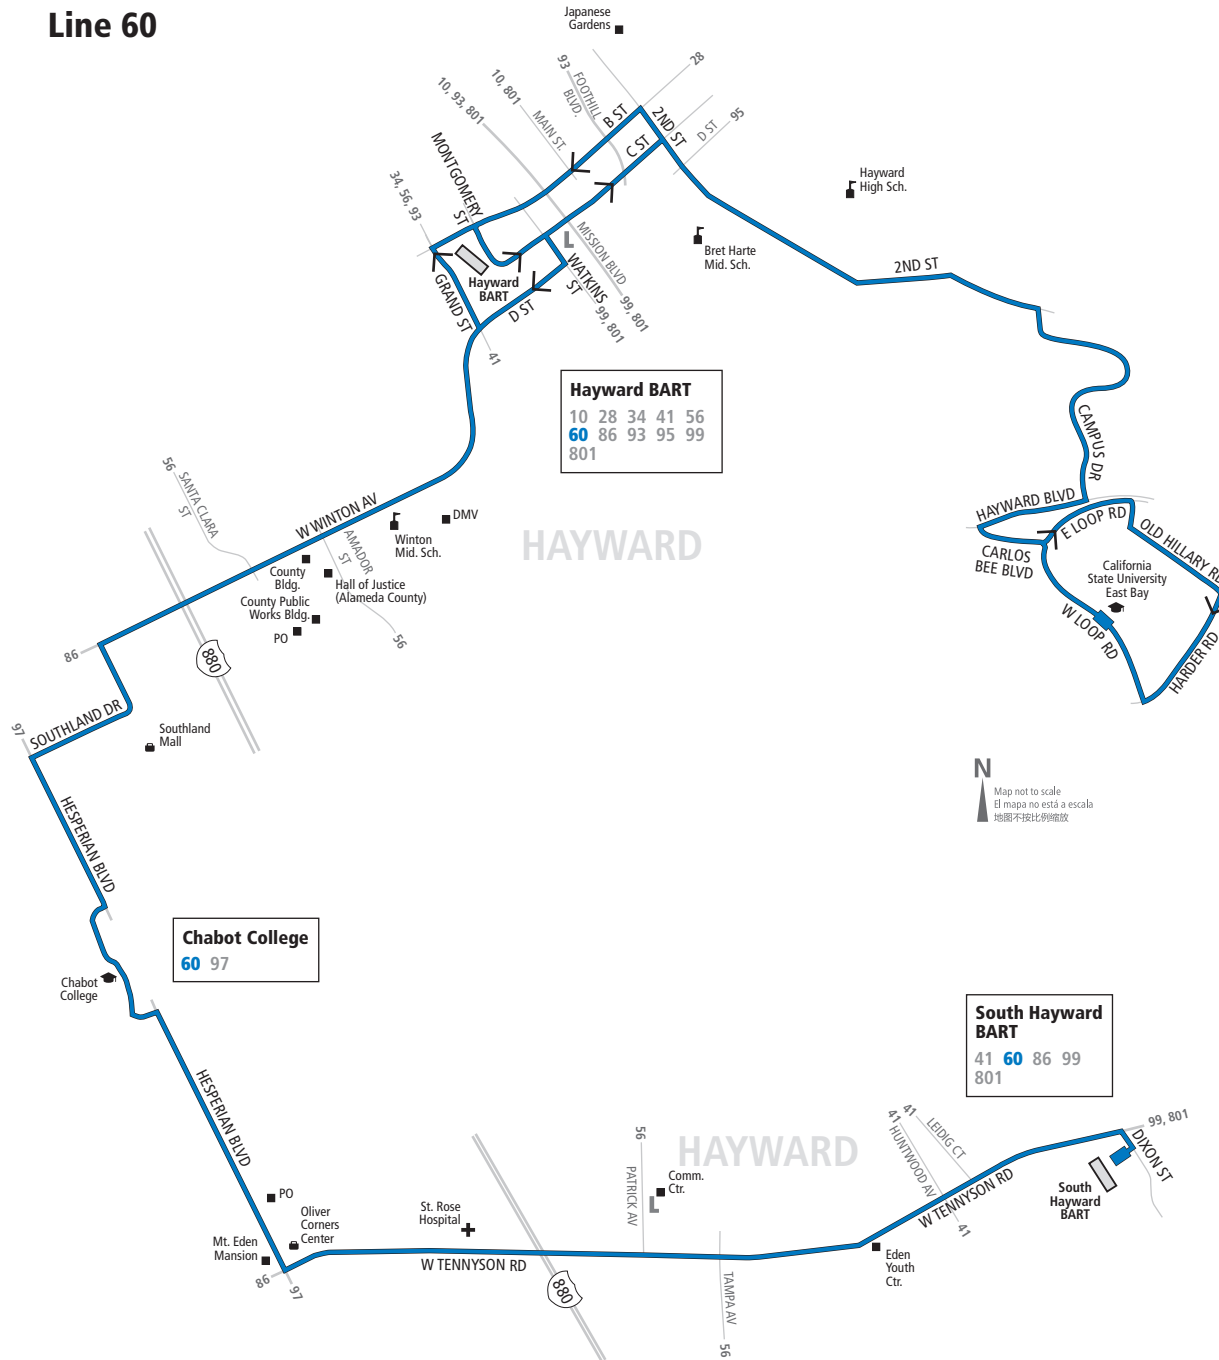 Line 60
Japanese
Gardens
28
93
FOOTHILL
BLVD.
10, 801
MAIN ST.
10, 93, 801
B ST
2ND ST
C ST
D ST
95
MONTGOMERY
ST
34, 56, 93
Hayward
High Sch.
Bret Harte
Mid. Sch.
L
MISSION BLVD
99, 801
WATKINS
ST
99, 801
Hayward
BART
GRAND ST
D ST
41
2ND ST
Hayward BART
10 28 34 41 56
60 86 93 95 99
801
CAMPUS DR
HAYWARD BLVD
E LOOP RD
OLD HILLARY RD
CARLOS
BEE BLVD
California
State University
East Bay
W LOOP RD
HARDER RD
56
SANTA CLARA
ST
W WINTON AV
DMV
Winton
Mid. Sch.
AMADOR
ST
HAYWARD
County
Bldg.
Hall of Justice
(Alameda County)
County Public
Works Bldg.
PO
56
86
880
SOUTHLAND DR
97
Southland
Mall
N
Map not to scale
El mapa no está a escala
地图不按比例缩放
HESPERIAN BLVD
Chabot College
60 97
Chabot
College
South Hayward
BART
41 60 86 99
801
HESPERIAN BLVD
PO
Oliver
Corners
Center
Mt. Eden
Mansion
86
97
St. Rose
Hospital
W TENNYSON RD
880
56
PATRICK AV
Comm.
Ctr.
L
HAYWARD
TAMPA AV
56
Eden
Youth
Ctr.
41
HUNTWOOD AV
41
LEIDIG CT
W TENNYSON RD
41
99, 801
DIXON ST
South
Hayward
BART